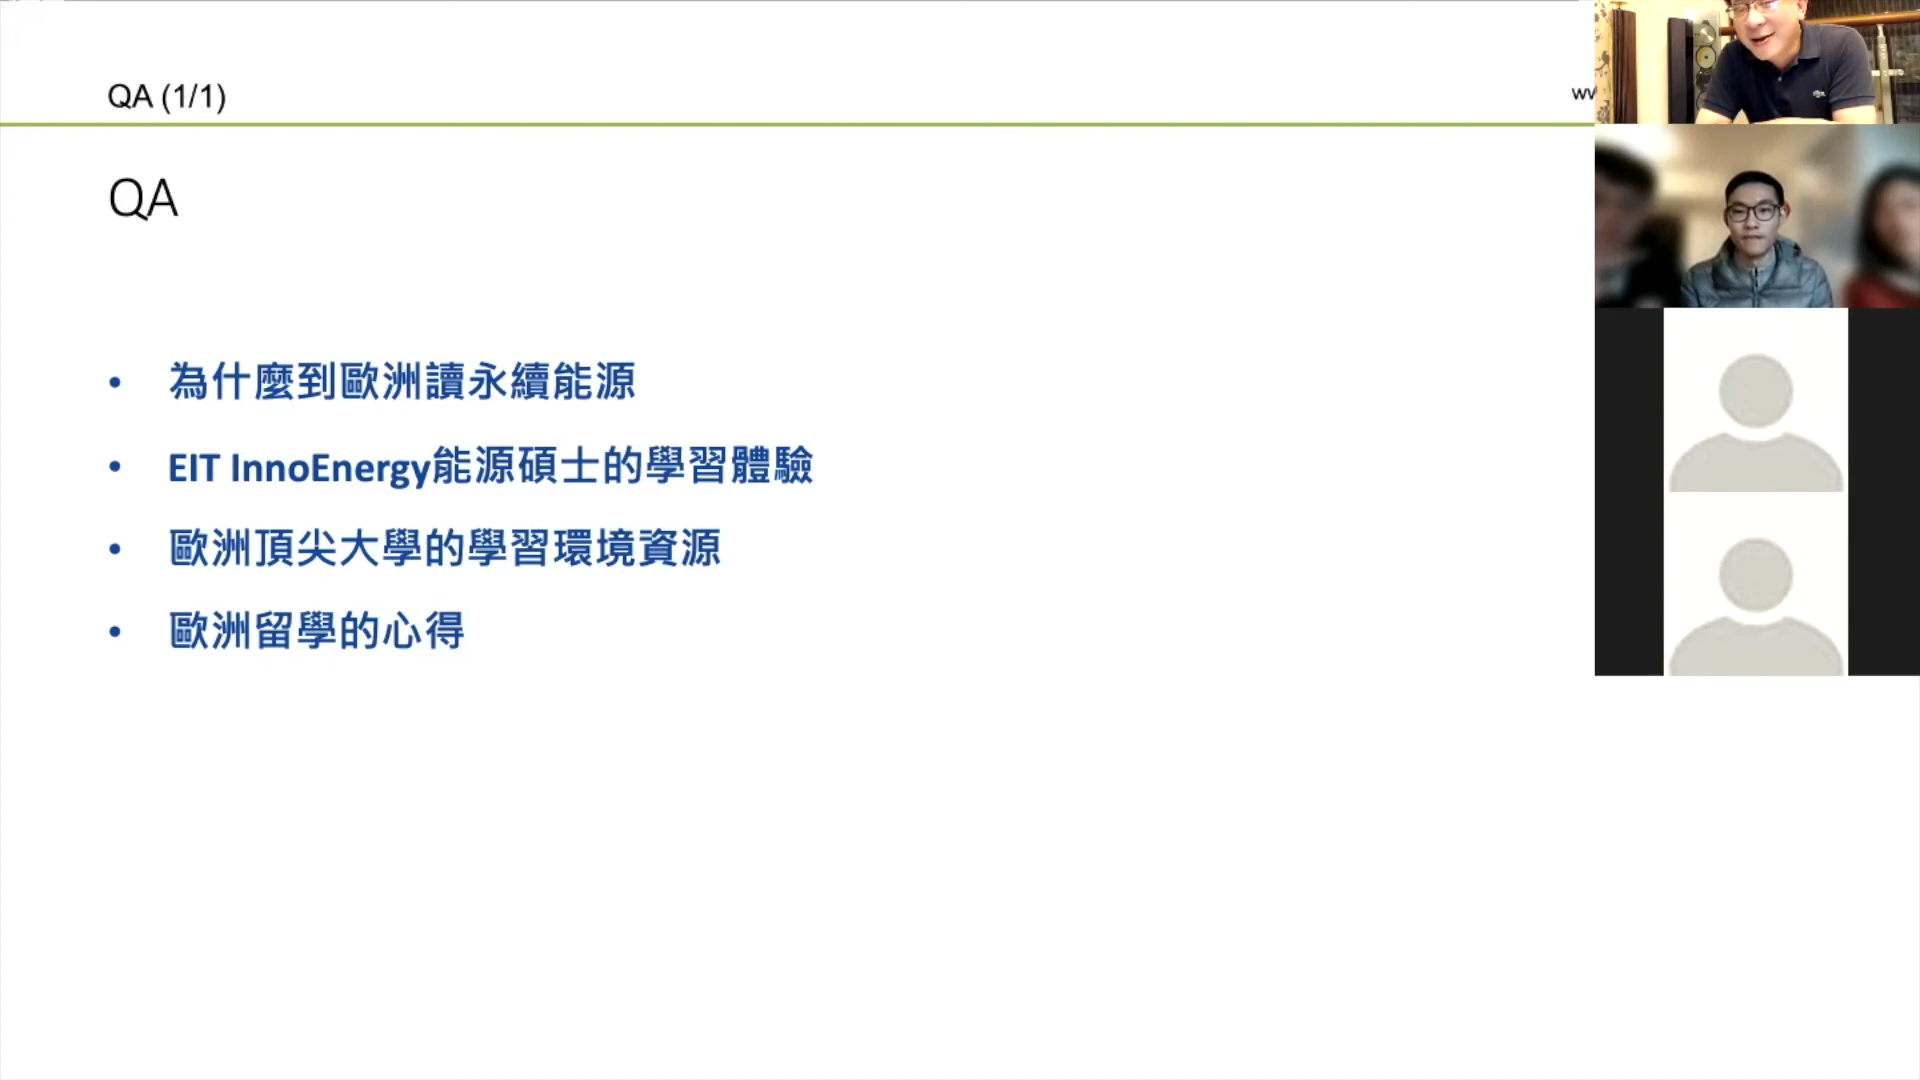 QA (1/1)
QA
• 為什麼到歐洲讀永續能源
• EIT InnoEnergy能源碩士的學習體驗
• 歐洲頂尖大學的學習環境資源
• 歐洲留學的心得